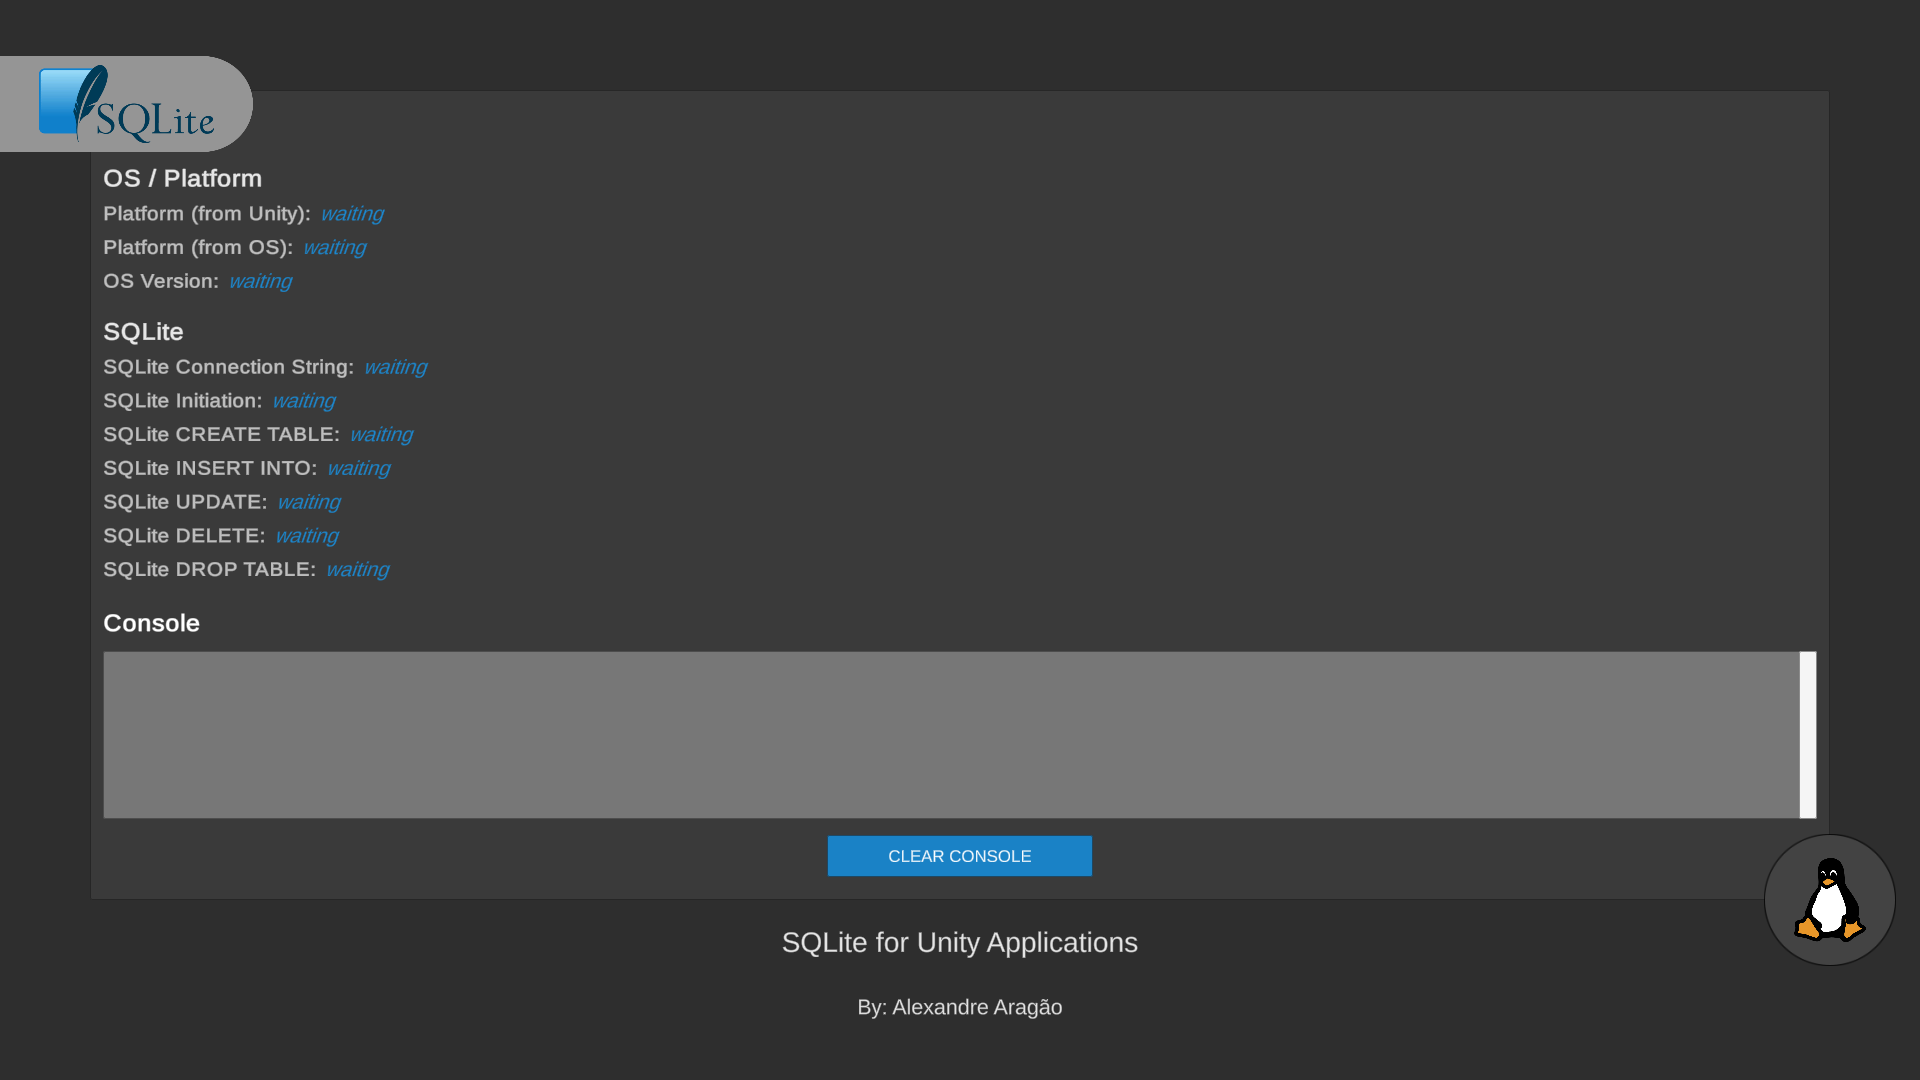 SQLite
OS / Platform
Platform (from Unity): waiting
Platform (from OS): waiting
OS Version: waiting
SQLite
SQLite Connection String: waiting
SQLite Initiation: waiting
SQLite CREATE TABLE: waiting
SQLite INSERT INTO: waiting
SQLite UPDATE: waiting
SQLite DELETE: waiting
SQLite DROP TABLE: waiting
Console
CLEAR CONSOLE
SQLite for Unity Applications
By: Alexandre Aragão